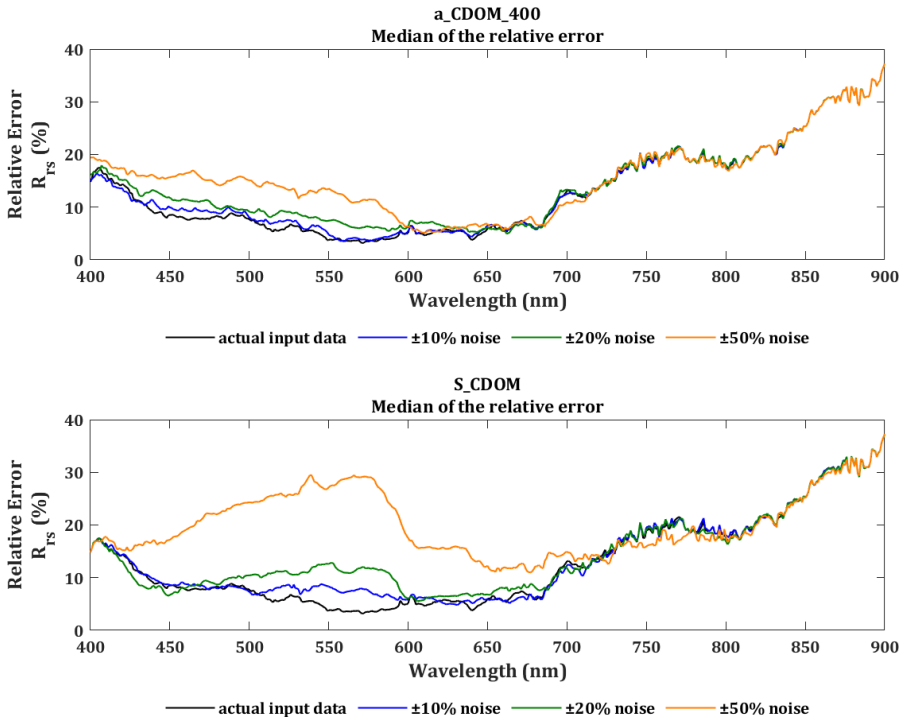 a_CDOM_400
Median of the relative error
Relative Error
R_rs (%)
40
30
20
10
0
400 450 500 550 600 650 700 750 800 850 900
Wavelength (nm)
actual input data ±10% noise ±20% noise ±50% noise
S_CDOM
Median of the relative error
Relative Error
R_rs (%)
40
30
20
10
0
400 450 500 550 600 650 700 750 800 850 900
Wavelength (nm)
actual input data ±10% noise ±20% noise ±50% noise